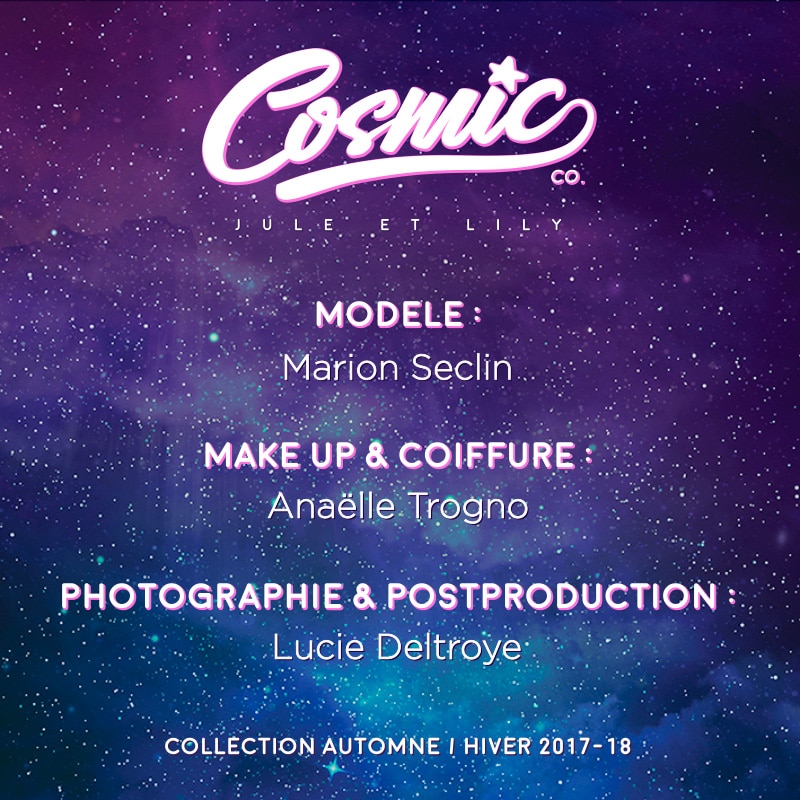 Cosmic
CO.
JULE ET LILY
MODELE :
Marion Seclin
MAKE UP & COIFFURE :
Anaëlle Trogno
PHOTOGRAPHIE & POSTPRODUCTION :
Lucie Deltroye
COLLECTION AUTOMNE | HIVER 2017-18